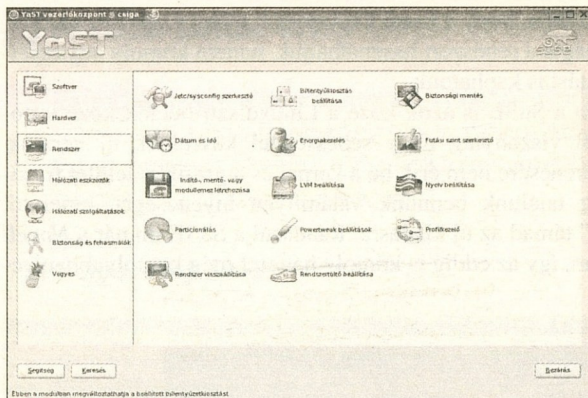 YaST vezérlőközpont @ csiga
YaST
SUSE
Szoftver
Hardver
Rendszer
Hálózati eszközök
Hálózati szolgáltatások
Biztonság és felhasználók
Vegyes
/etc/sysconfig szerkesztő
Billentyűkiosztás beállítása
Biztonsági mentés
Dátum és idő
Energiakezelés
Futási szint szerkesztő
Indító-, mentő- vagy modullemez létrehozása
LVM beállítása
Nyelv beállítása
Particionálás
Powertweak beállítások
Profilkezelő
Rendszer visszaállítása
Rendszertöltő beállítása
Segítség
Keresés
Bezárás
Ebben a modulban megváltoztathatja a beállított billentyűzetkiosztást.